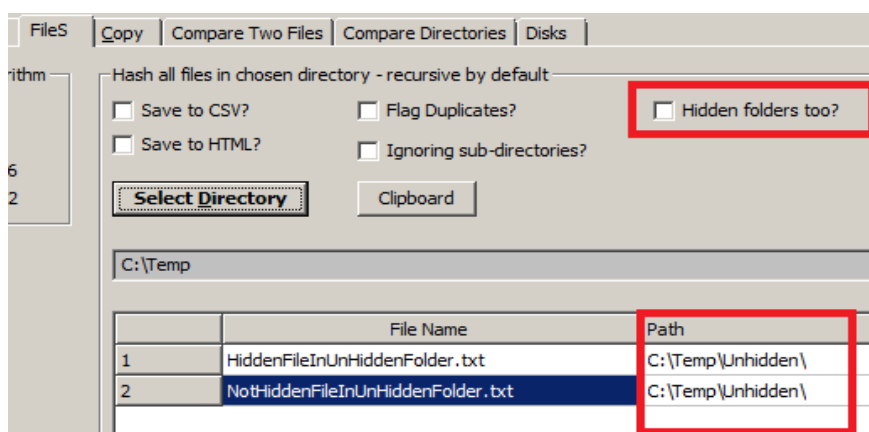 FileS Copy Compare Two Files Compare Directories Disks
rithm
Hash all files in chosen directory - recursive by default
Save to CSV? Flag Duplicates? Hidden folders too?
Save to HTML? Ignoring sub-directories?
6
2
Select Directory Clipboard
C:\Temp
File Name Path
1 HiddenFileInUnHiddenFolder.txt C:\Temp\Unhidden\
2 NotHiddenFileInUnHiddenFolder.txt C:\Temp\Unhidden\